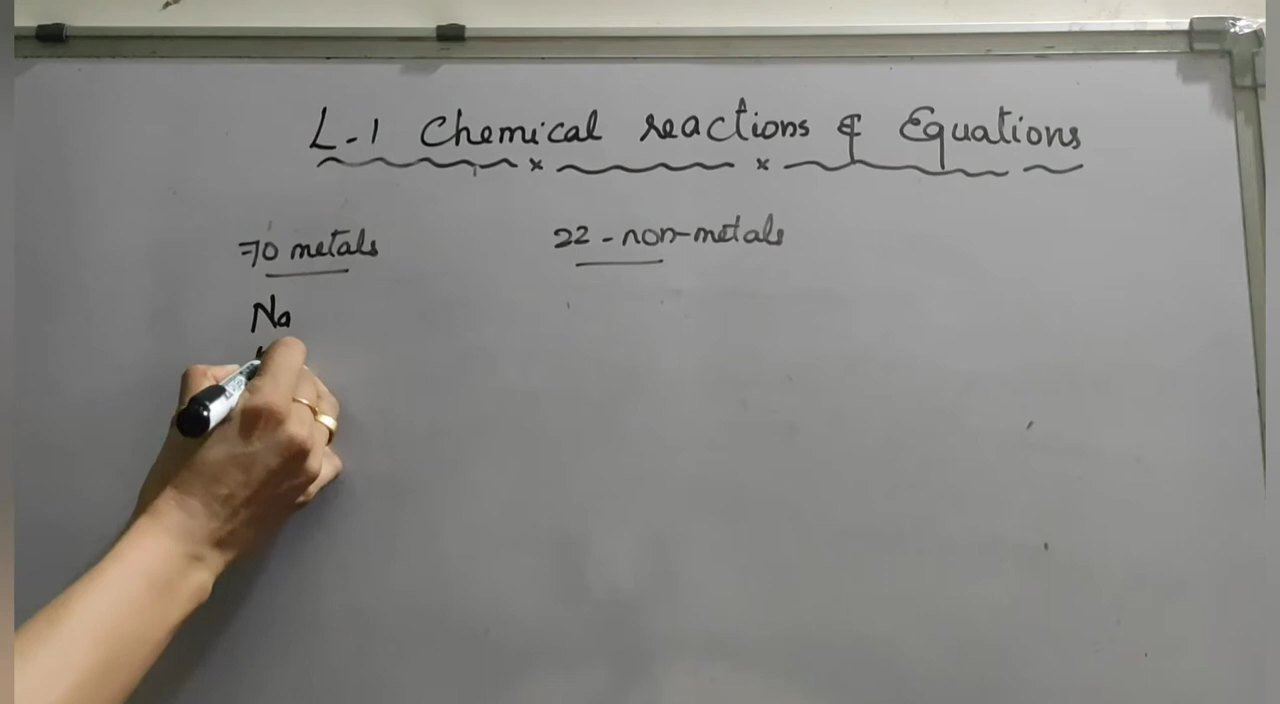 L-1 Chemical reactions & Equations
70 metals
22 - non-metals
Na